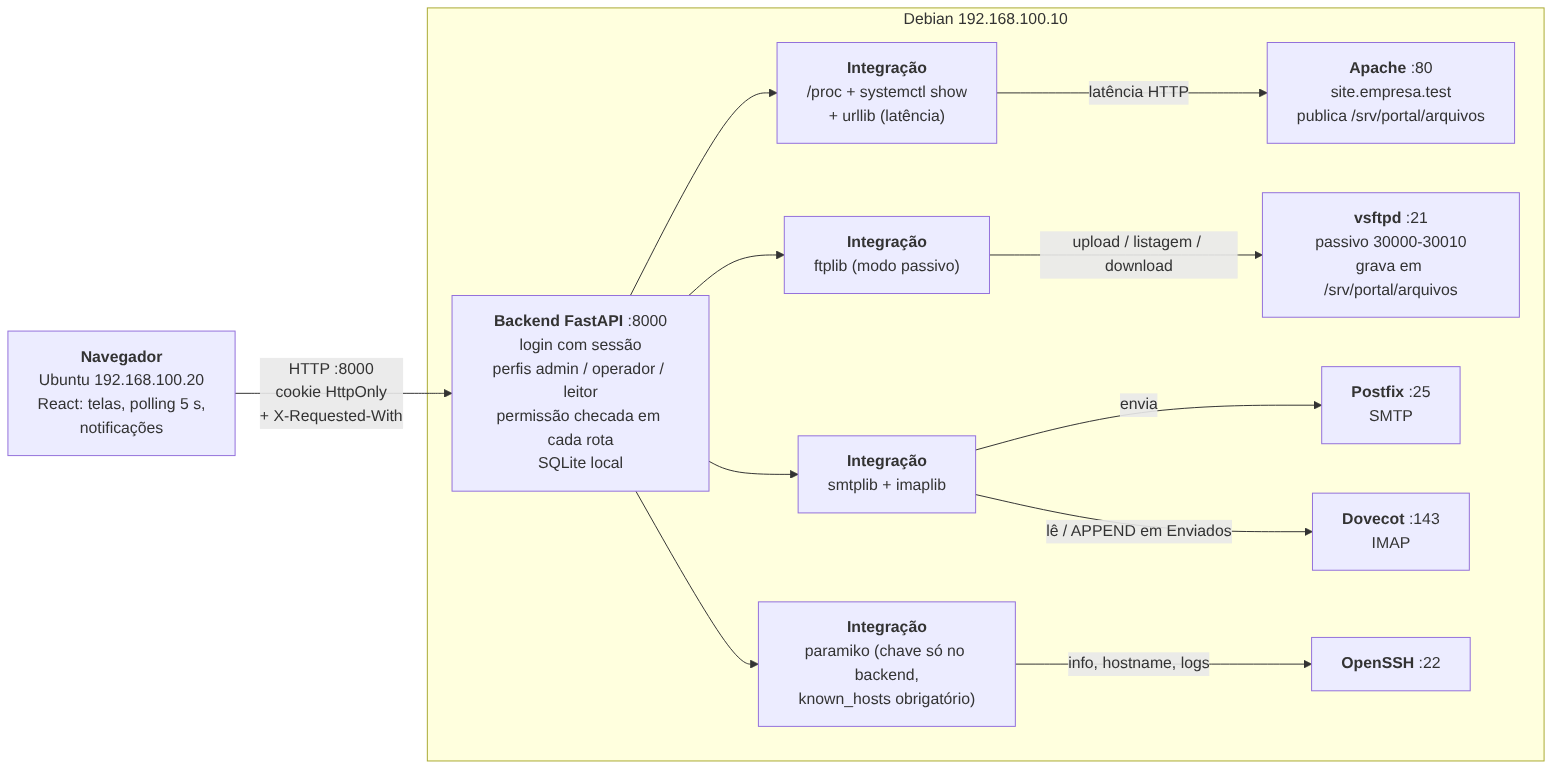 Debian 192.168.100.10
Navegador
Ubuntu 192.168.100.20
React: telas, polling 5 s,
notificações
HTTP :8000
cookie HttpOnly
+ X-Requested-With
Backend FastAPI :8000
login com sessão
perfis admin / operador /
leitor
permissão checada em
cada rota
SQLite local
Integração
/proc + systemctl show
+ urllib (latência)
latência HTTP
Apache :80
site.empresa.test
publica /srv/portal/arquivos
Integração
ftplib (modo passivo)
upload / listagem /
download
vsftpd :21
passivo 30000-30010
grava em
/srv/portal/arquivos
Integração
smtplib + imaplib
envia
Postfix :25
SMTP
lê / APPEND em Enviados
Dovecot :143
IMAP
Integração
paramiko (chave só no
backend,
known_hosts obrigatório)
info, hostname, logs
OpenSSH :22